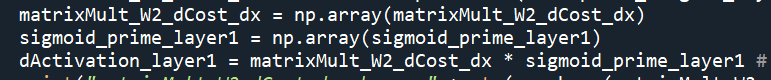 matrixMult_W2_dCost_dx = np.array(matrixMult_W2_dCost_dx)
sigmoid_prime_layer1 = np.array(sigmoid_prime_layer1)
dActivation_layer1 = matrixMult_W2_dCost_dx * sigmoid_prime_layer1 #